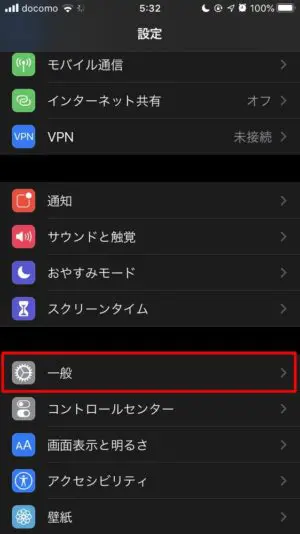 docomo 5:32 100%
設定
モバイル通信
インターネット共有 オフ
VPN VPN 未接続
通知
サウンドと触覚
おやすみモード
スクリーンタイム
一般
コントロールセンター
AA 画面表示と明るさ
アクセシビリティ
壁紙